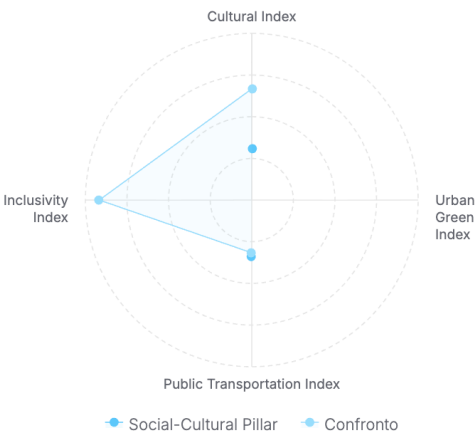 Cultural Index
Inclusivity
Index
Urban
Green
Index
Public Transportation Index
Social-Cultural Pillar
Confronto